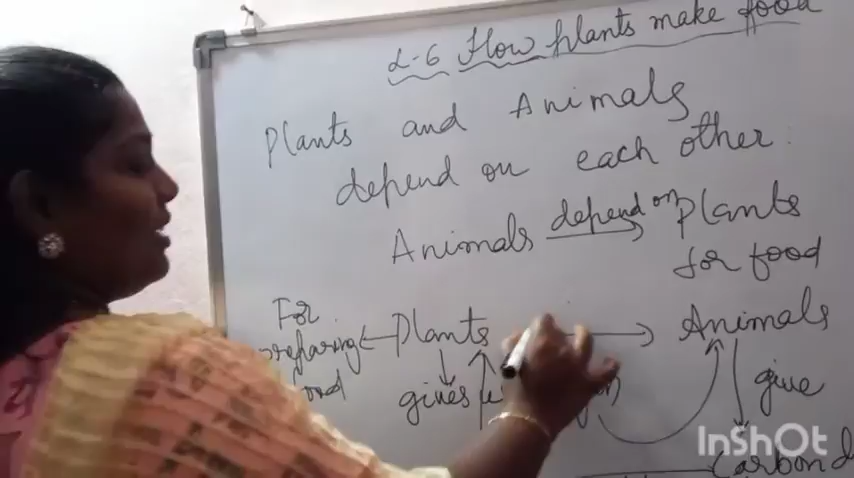 L-6 How plants make food
Plants and Animals
depend on each other.
Animals depend on Plants
for food
For preparing ← Plants → Animals
gives give
Carbon d
InShOt